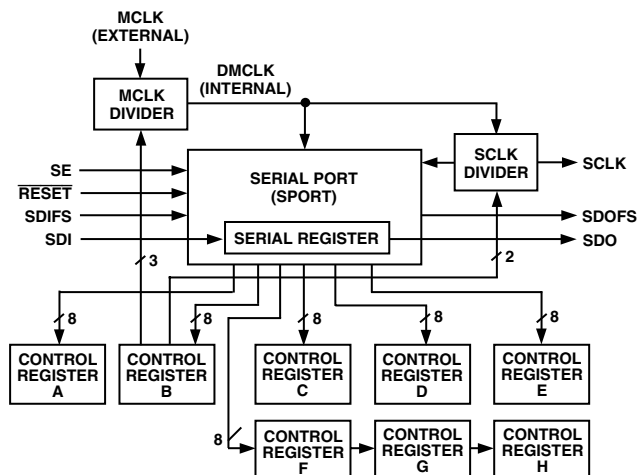 MCLK
(EXTERNAL)
DMCLK
(INTERNAL)
MCLK
DIVIDER
SE
RESET
SDIFS
SDI
SERIAL PORT
(SPORT)
SERIAL REGISTER
SCLK
DIVIDER
SCLK
SDOFS
SDO
3
2
8
8
8
8
8
CONTROL
REGISTER
A
CONTROL
REGISTER
B
CONTROL
REGISTER
C
CONTROL
REGISTER
D
CONTROL
REGISTER
E
8
CONTROL
REGISTER
F
CONTROL
REGISTER
G
CONTROL
REGISTER
H